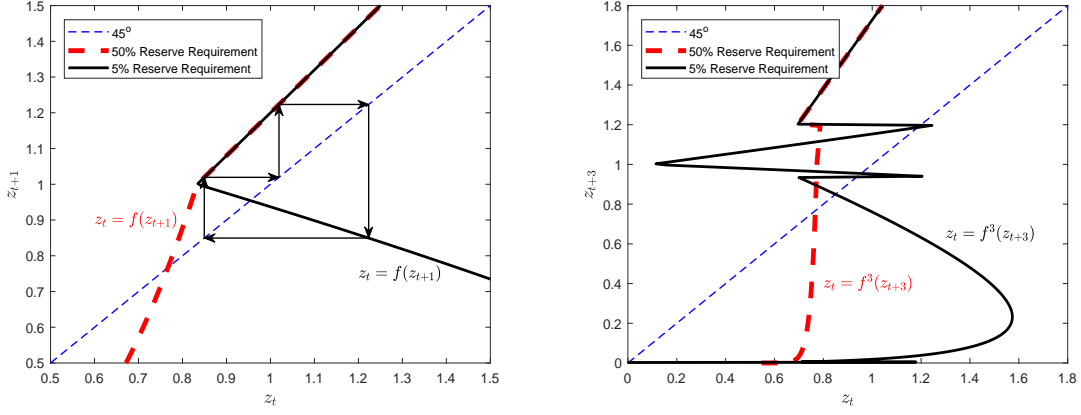 1.5
1.4
1.3
1.2
1.1
1
0.9
0.8
0.7
0.6
0.5
z_{t+1}
45°
50% Reserve Requirement
5% Reserve Requirement
z_t = f(z_{t+1})
z_t = f(z_{t+1})
0.5 0.6 0.7 0.8 0.9 1 1.1 1.2 1.3 1.4 1.5
z_t
1.8
1.6
1.4
1.2
1
0.8
0.6
0.4
0.2
0
z_{t+3}
45°
50% Reserve Requirement
5% Reserve Requirement
z_t = f^3(z_{t+3})
z_t = f^3(z_{t+3})
0 0.2 0.4 0.6 0.8 1 1.2 1.4 1.6 1.8
z_t